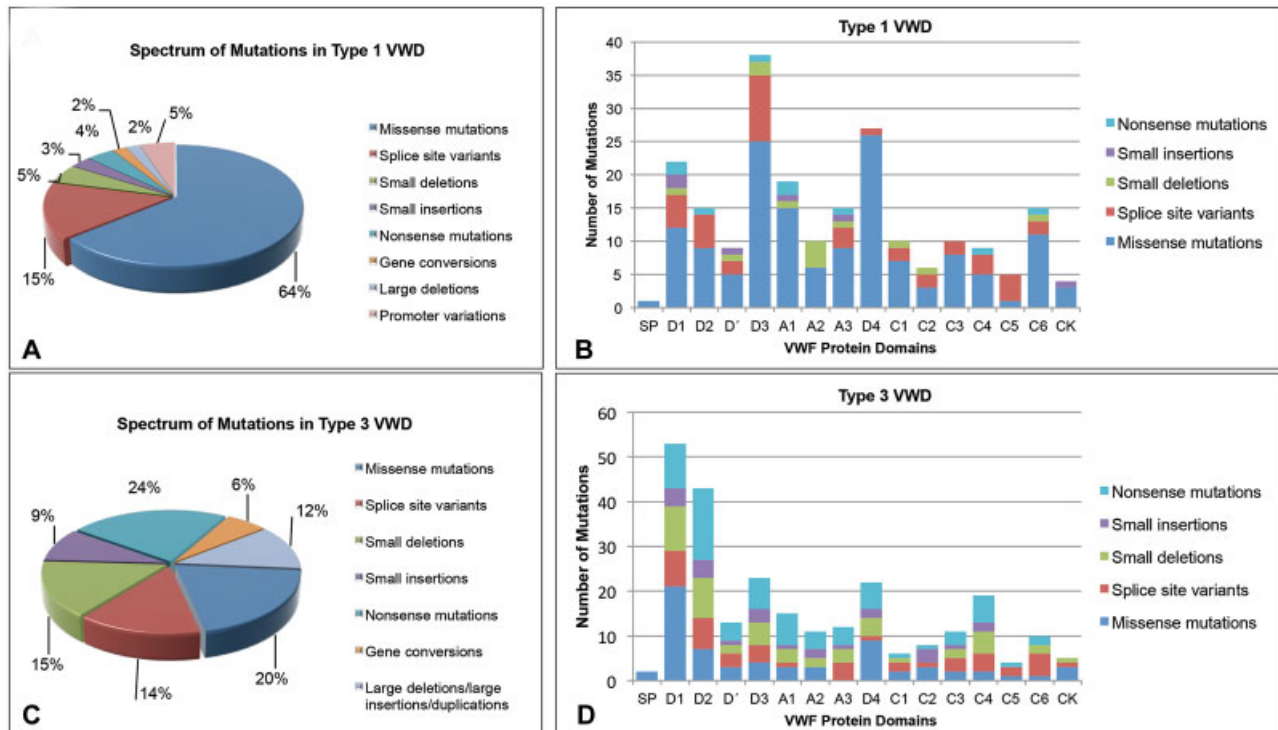 Spectrum of Mutations in Type 1 VWD
2%
5%
4%
2%
3%
5%
15%
64%
Missense mutations
Splice site variants
Small deletions
Small insertions
Nonsense mutations
Gene conversions
Large deletions
Promoter variations
A
Type 1 VWD
Number of Mutations
40
35
30
25
20
15
10
5
0
SP D1 D2 D´ D3 A1 A2 A3 D4 C1 C2 C3 C4 C5 C6 CK
VWF Protein Domains
Nonsense mutations
Small insertions
Small deletions
Splice site variants
Missense mutations
B
Spectrum of Mutations in Type 3 VWD
24%
6%
12%
9%
15%
14%
20%
Missense mutations
Splice site variants
Small deletions
Small insertions
Nonsense mutations
Gene conversions
Large deletions/large
insertions/duplications
C
Type 3 VWD
Number of Mutations
60
50
40
30
20
10
0
SP D1 D2 D´ D3 A1 A2 A3 D4 C1 C2 C3 C4 C5 C6 CK
VWF Protein Domains
Nonsense mutations
Small insertions
Small deletions
Splice site variants
Missense mutations
D